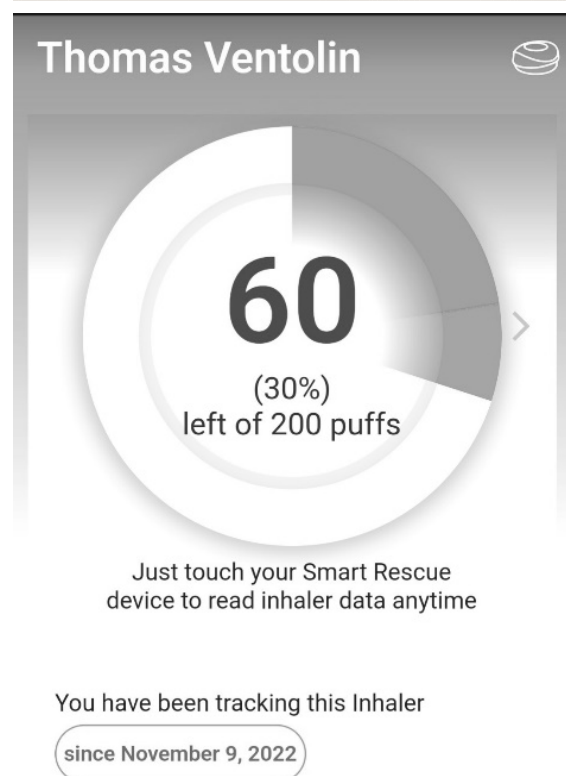 Thomas Ventolin
60
(30%)
left of 200 puffs
Just touch your Smart Rescue
device to read inhaler data anytime
You have been tracking this Inhaler
since November 9, 2022